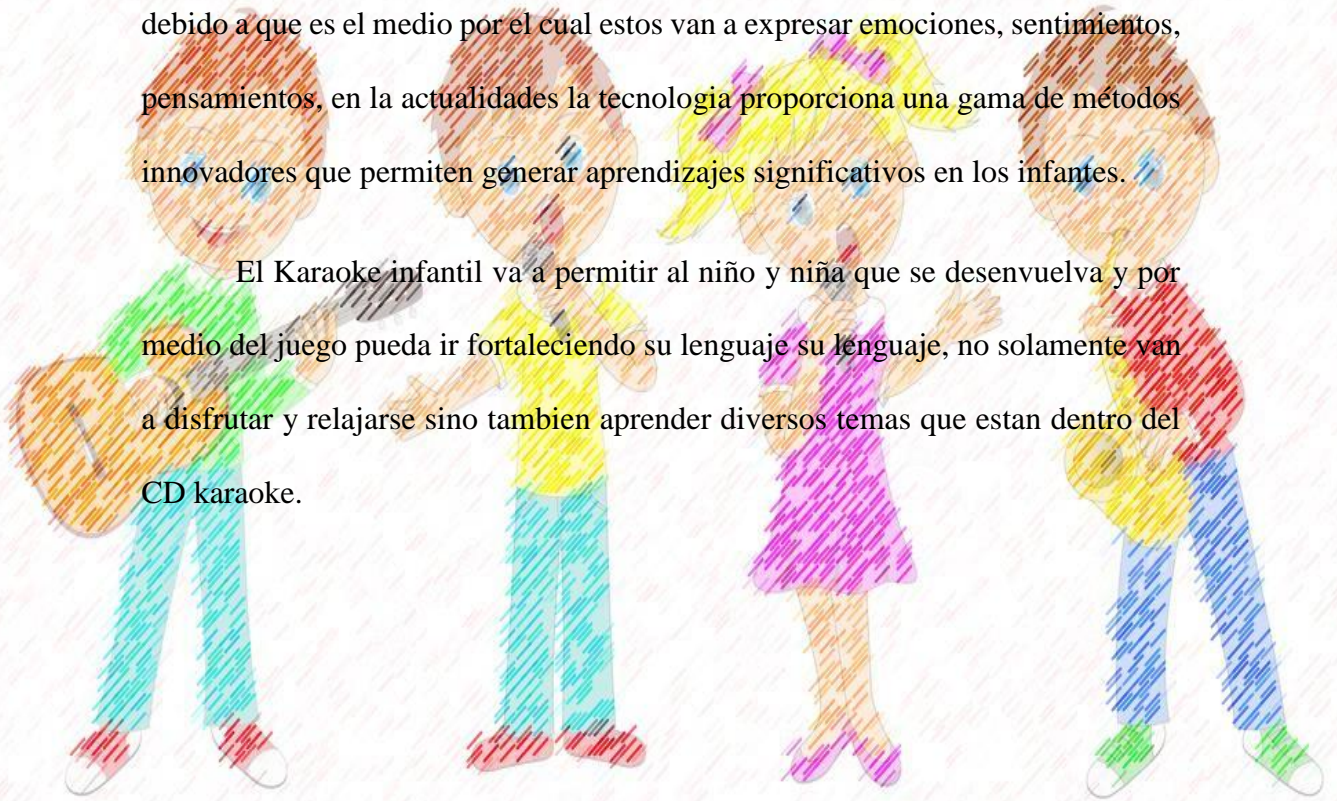 debido a que es el medio por el cual estos van a expresar emociones, sentimientos,
pensamientos, en la actualidades la tecnologia proporciona una gama de métodos
innovadores que permiten generar aprendizajes significativos en los infantes.
El Karaoke infantil va a permitir al niño y niña que se desenvuelva y por
medio del juego pueda ir fortaleciendo su lenguaje su lenguaje, no solamente van
a disfrutar y relajarse sino tambien aprender diversos temas que estan dentro del
CD karaoke.